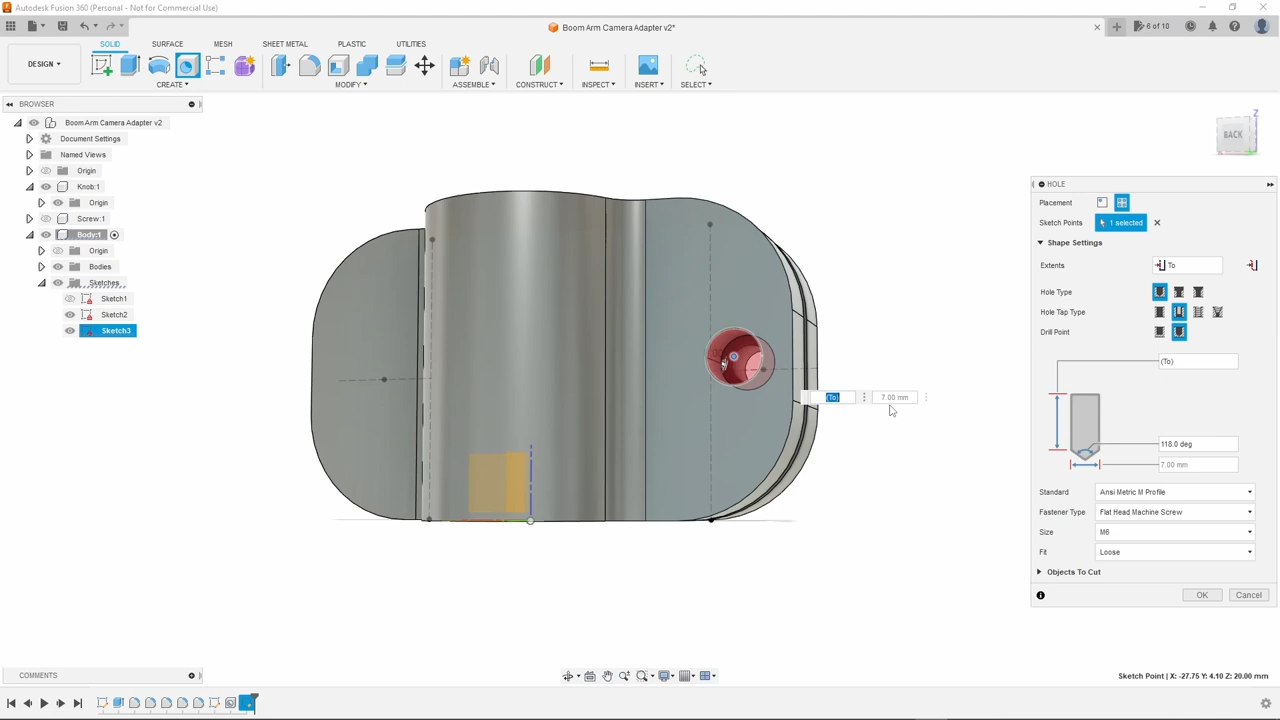 Autodesk Fusion 360 (Personal - Not for Commercial Use)
Boom Arm Camera Adapter v2*
6 of 10
SOLID SURFACE MESH SHEET METAL PLASTIC UTILITIES
DESIGN
CREATE MODIFY ASSEMBLE CONSTRUCT INSPECT INSERT SELECT
BROWSER
Boom Arm Camera Adapter v2
Document Settings
Named Views
Origin
Knob:1
Origin
Screw:1
Body:1
Origin
Bodies
Sketches
Sketch1
Sketch2
Sketch3
Z
BACK
(To) 7.00 mm
HOLE
Placement
Sketch Points 1 selected
Shape Settings
Extents To
Hole Type
Hole Tap Type
Drill Point
(To)
118.0 deg
7.00 mm
Standard Ansi Metric M Profile
Fastener Type Flat Head Machine Screw
Size M6
Fit Loose
Objects To Cut
OK Cancel
COMMENTS
Sketch Point | X: -27.75 Y: 4.10 Z: 20.00 mm